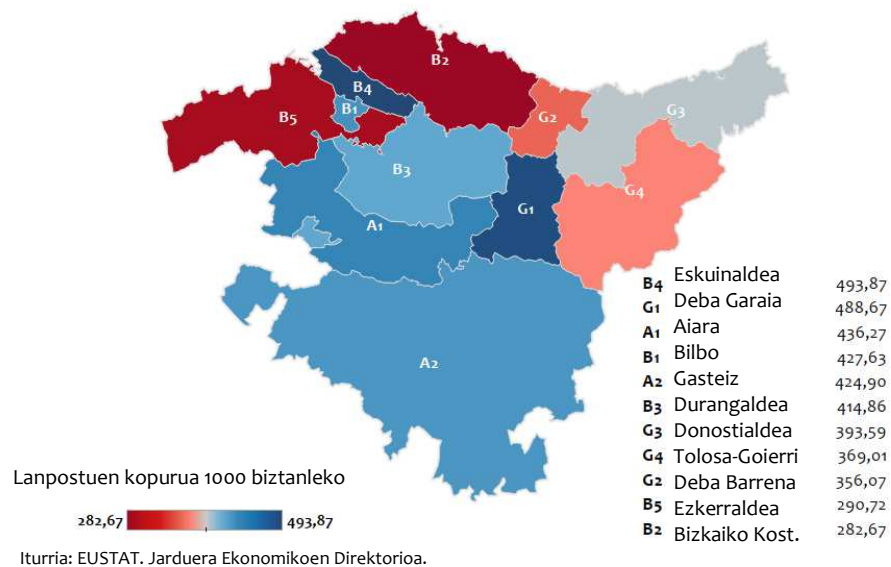 B2
B4
B1
B5
G2
G3
B3
G4
G1
A1
A2
B4 Eskuinaldea 493,87
G1 Deba Garaia 488,67
A1 Aiara 436,27
B1 Bilbo 427,63
A2 Gasteiz 424,90
B3 Durangaldea 414,86
G3 Donostialdea 393,59
G4 Tolosa-Goierri 369,01
G2 Deba Barrena 356,07
B5 Ezkerraldea 290,72
B2 Bizkaiko Kost. 282,67
Lanpostuen kopurua 1000 biztanleko
282,67 493,87
Iturria: EUSTAT. Jarduera Ekonomikoen Direktorioa.